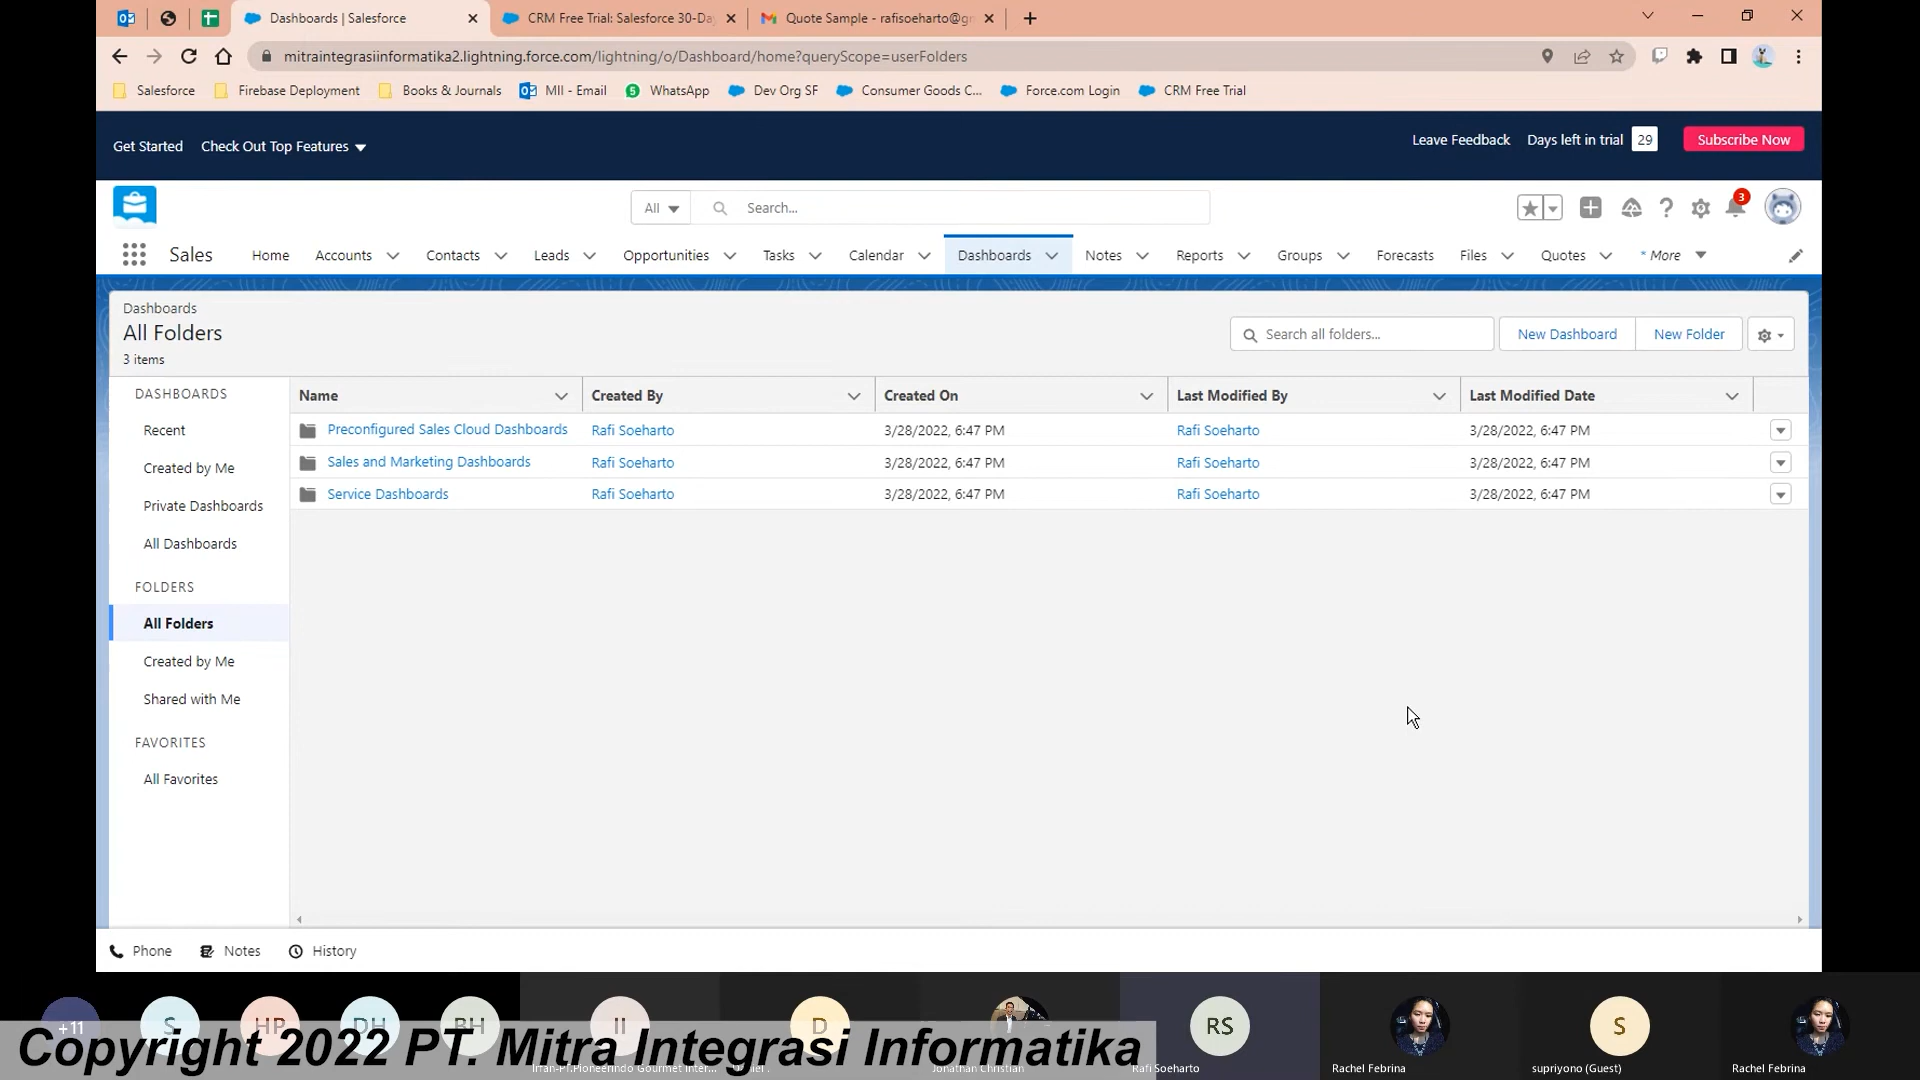 Dashboards | Salesforce
CRM Free Trial: Salesforce 30-Da
Quote Sample - rafisoeharto@gm
mitraintegrasiinformatika2.lightning.force.com/lightning/o/Dashboard/home?queryScope=userFolders
Salesforce Firebase Deployment Books & Journals MII - Email WhatsApp Dev Org SF Consumer Goods C... Force.com Login CRM Free Trial
Get Started Check Out Top Features Leave Feedback Days left in trial 29 Subscribe Now
All Search... 3
Sales Home Accounts Contacts Leads Opportunities Tasks Calendar Dashboards Notes Reports Groups Forecasts Files Quotes * More
Dashboards
All Folders
3 items
Search all folders... New Dashboard New Folder
DASHBOARDS
Recent
Created by Me
Private Dashboards
All Dashboards
FOLDERS
All Folders
Created by Me
Shared with Me
FAVORITES
All Favorites
Name Created By Created On Last Modified By Last Modified Date
Preconfigured Sales Cloud Dashboards Rafi Soeharto 3/28/2022, 6:47 PM Rafi Soeharto 3/28/2022, 6:47 PM
Sales and Marketing Dashboards Rafi Soeharto 3/28/2022, 6:47 PM Rafi Soeharto 3/28/2022, 6:47 PM
Service Dashboards Rafi Soeharto 3/28/2022, 6:47 PM Rafi Soeharto 3/28/2022, 6:47 PM
Phone Notes History
+11 S HP DH BH II D RS S
Copyright 2022 PT. Mitra Integrasi Informatika
Jonathan Christian Rafi Soeharto Rachel Febrina supriyono (Guest) Rachel Febrina